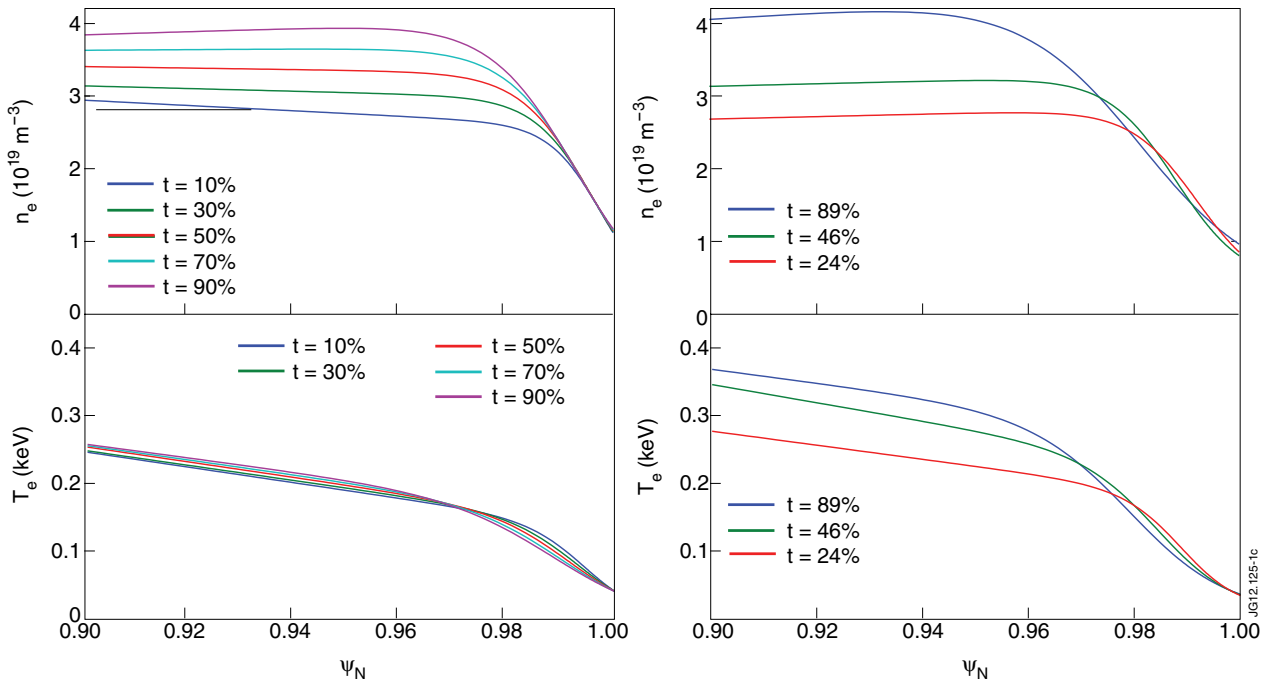 4
3
2
1
0
n_e (10^19 m^−3)
t = 10%
t = 30%
t = 50%
t = 70%
t = 90%
4
3
2
1
0
n_e (10^19 m^−3)
t = 89%
t = 46%
t = 24%
0.4
0.3
0.2
0.1
0
T_e (keV)
t = 10%
t = 30%
t = 50%
t = 70%
t = 90%
0.90
0.92
0.94
0.96
0.98
1.00
ψ_N
0.4
0.3
0.2
0.1
0
T_e (keV)
t = 89%
t = 46%
t = 24%
0.90
0.92
0.94
0.96
0.98
1.00
ψ_N
JG12.125-1c